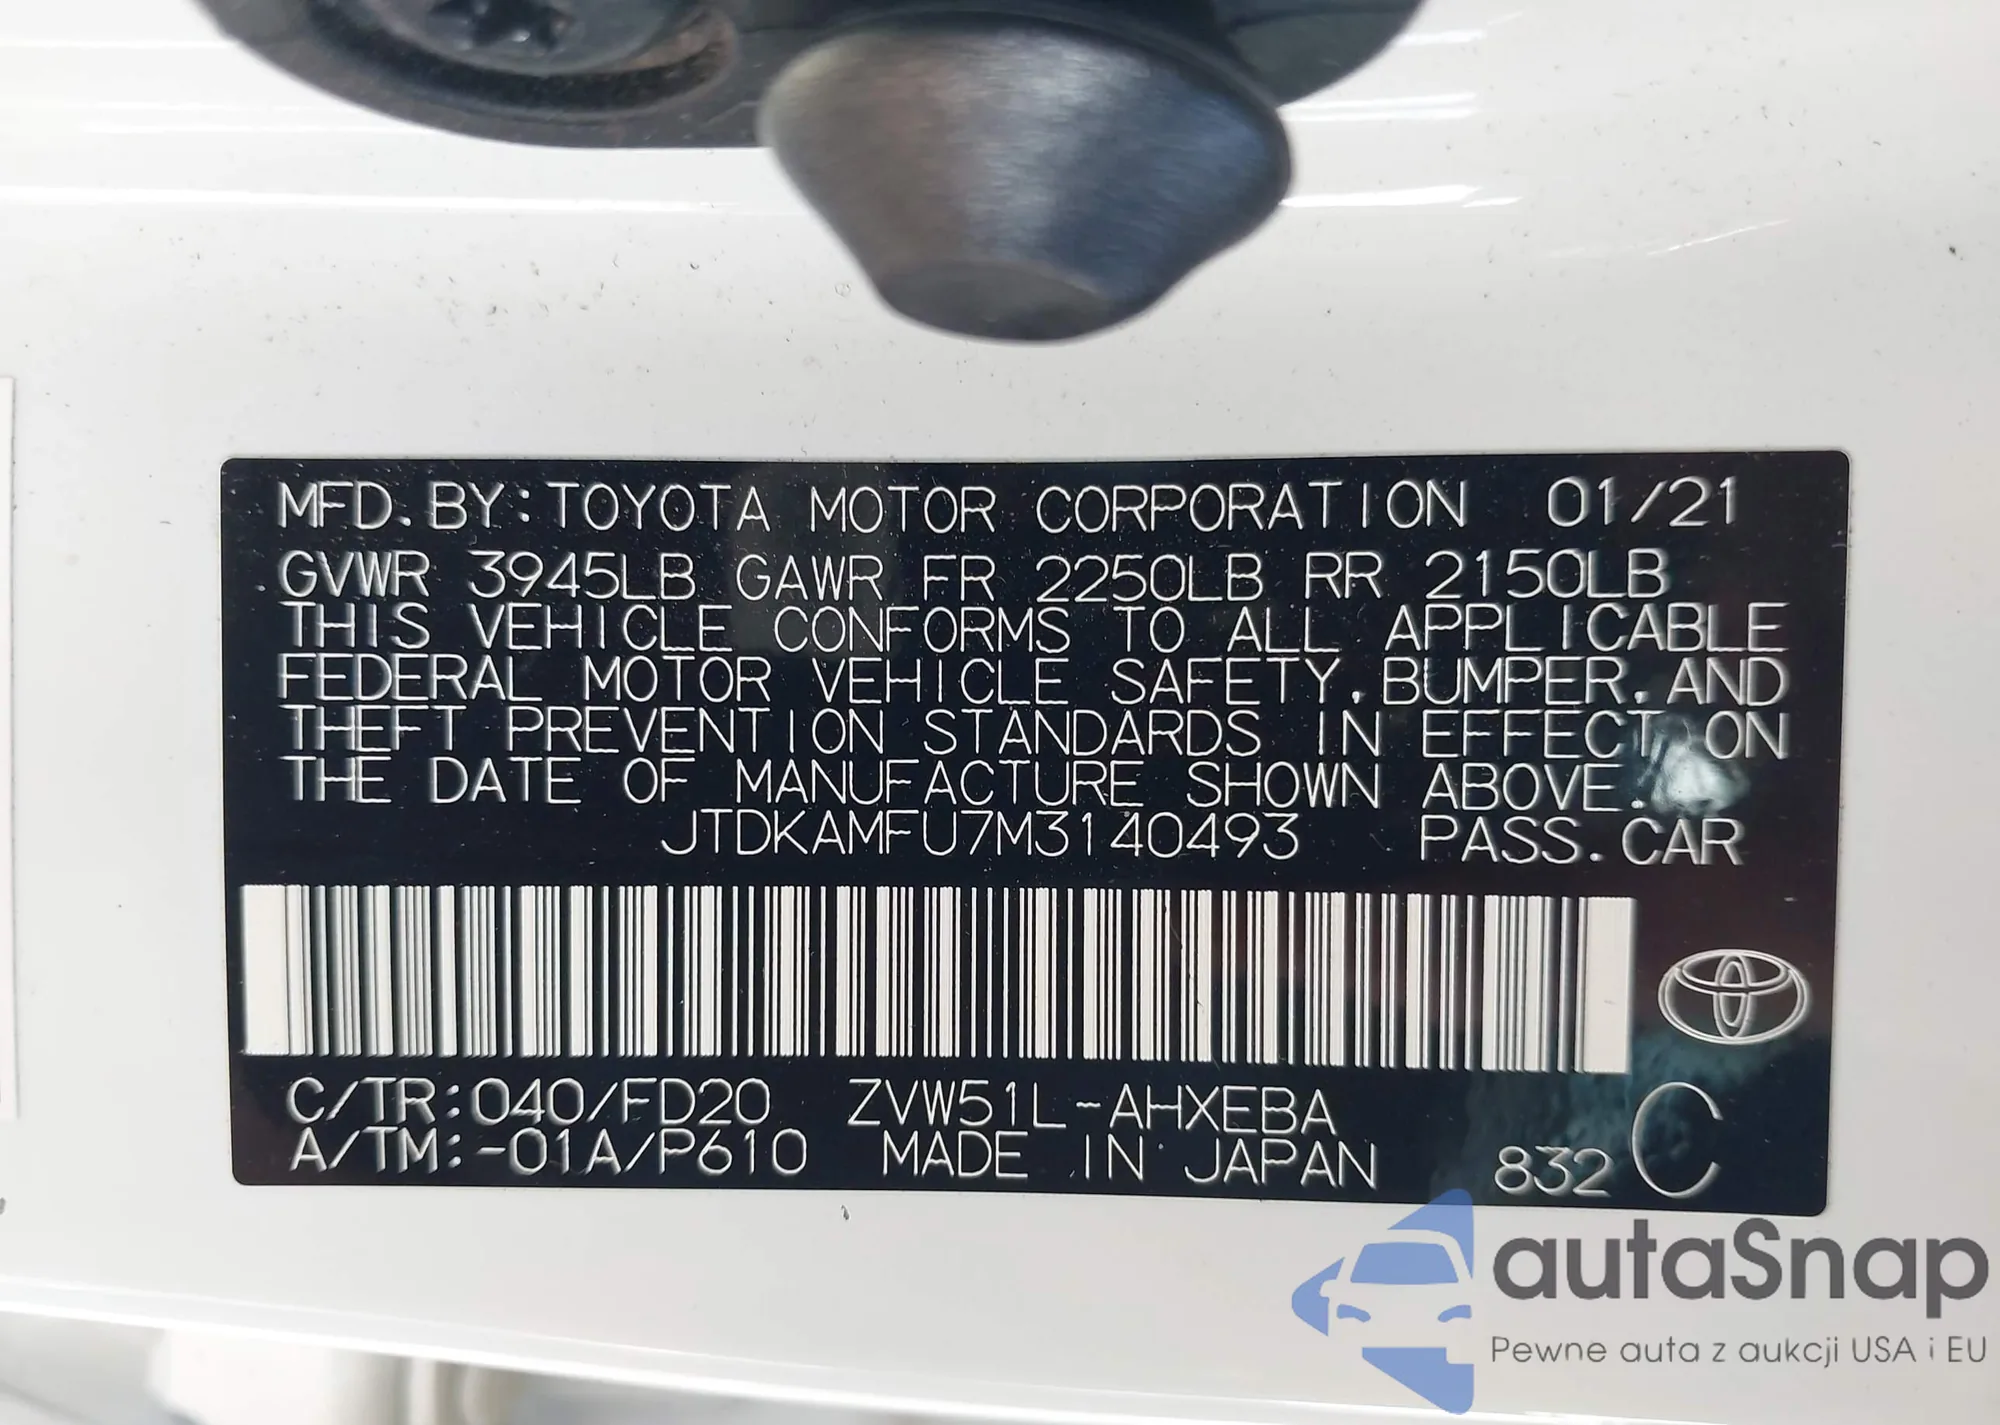 MFD. BY: TOYOTA MOTOR CORPORATION 01/21
GVWR 3945LB GAWR FR 2250LB RR 2150LB
THIS VEHICLE CONFORMS TO ALL APPLICABLE
FEDERAL MOTOR VEHICLE SAFETY, BUMPER, AND
THEFT PREVENTION STANDARDS IN EFFECT ON
THE DATE OF MANUFACTURE SHOWN ABOVE.
JTDKAMFU7M3140493 PASS. CAR
C/TR: 040/FD20 ZVW51L-AHXEBA
A/TM: -01A/P610 MADE IN JAPAN 832 C
autaSnap
Pewne auta z aukcji USA i EU